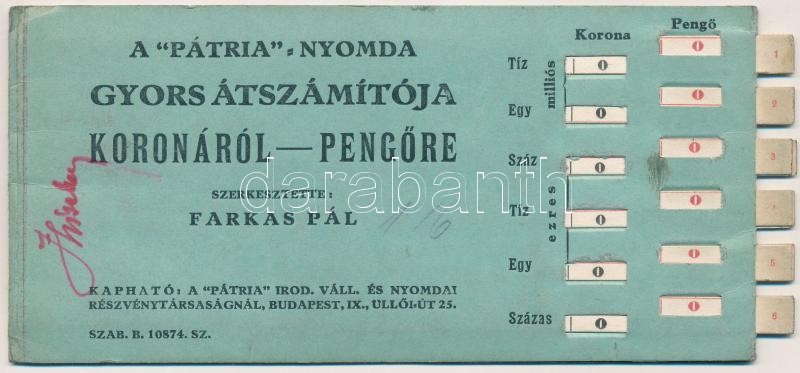 A "PÁTRIA"=NYOMDA
GYORS ÁTSZÁMÍTÓJA
KORONÁRÓL — PENGŐRE
SZERKESZTETTE:
FARKAS PÁL
KAPHATÓ: A "PÁTRIA" IROD. VÁLL. ÉS NYOMDAI
RÉSZVÉNYTÁRSASÁGNÁL, BUDAPEST, IX., ÜLLŐI-ÚT 25.
SZAB. B. 10874. SZ.
Korona Pengő
milliós
ezres
Tíz 0 0 1
Egy 0 0 2
Száz 0 0 3
Tíz 0 0
Egy 0 0 5
Százas 0 0 6
darabanth